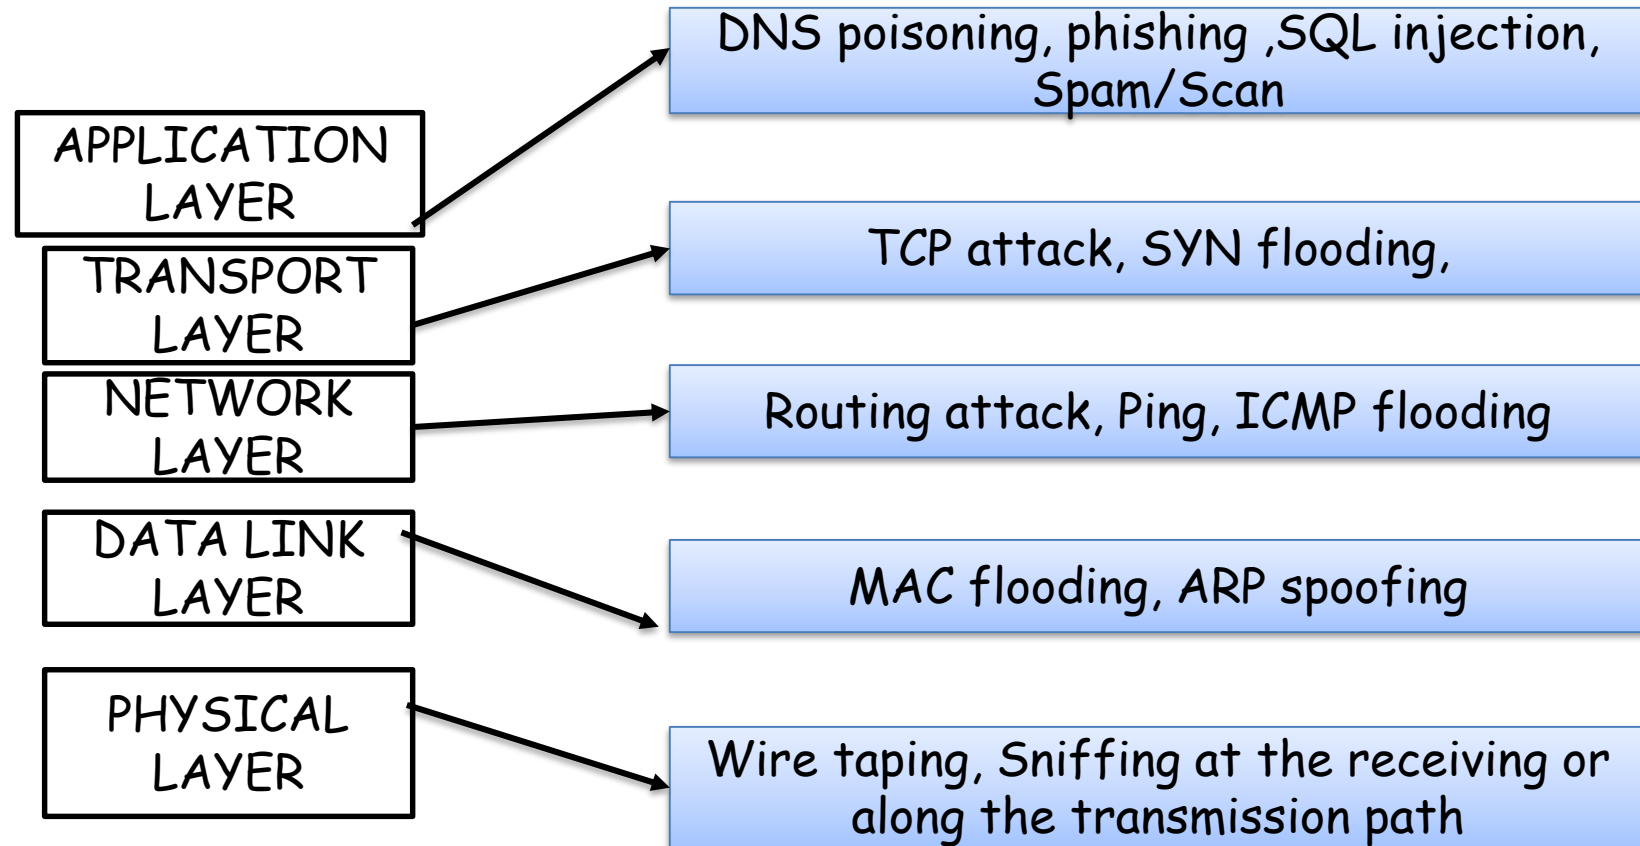 DNS poisoning, phishing ,SQL injection,
Spam/Scan
APPLICATION
LAYER
TCP attack, SYN flooding,
TRANSPORT
LAYER
Routing attack, Ping, ICMP flooding
NETWORK
LAYER
DATA LINK
LAYER
MAC flooding, ARP spoofing
PHYSICAL
LAYER
Wire taping, Sniffing at the receiving or
along the transmission path